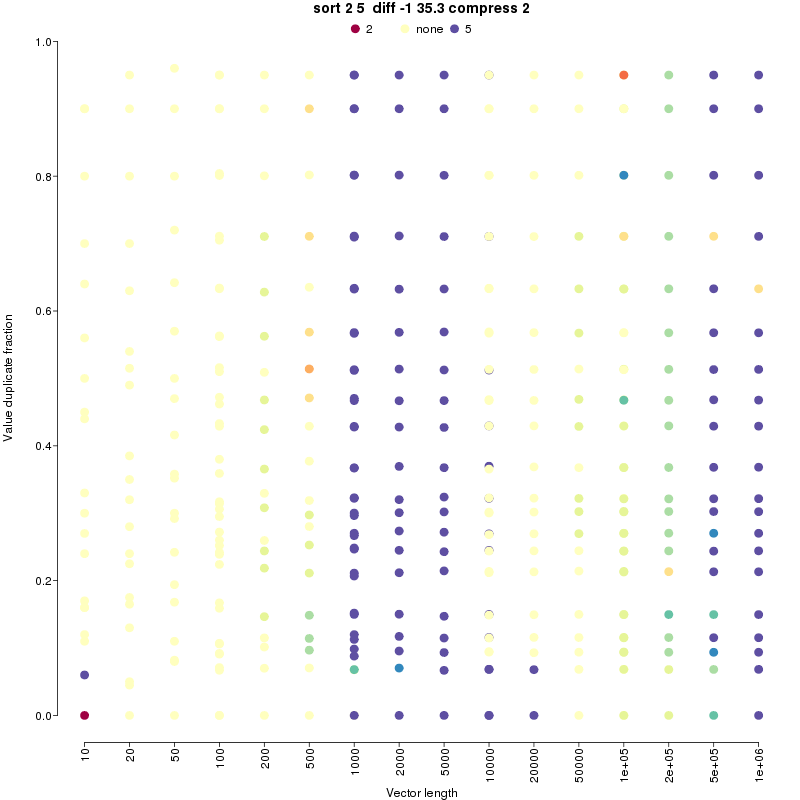 sort 2 5 diff -1 35.3 compress 2
2 none 5
Value duplicate fraction
1.0
0.8
0.6
0.4
0.2
0.0
10 20 50 100 200 500 1000 2000 5000 10000 20000 50000 1e+05 2e+05 5e+05 1e+06
Vector length